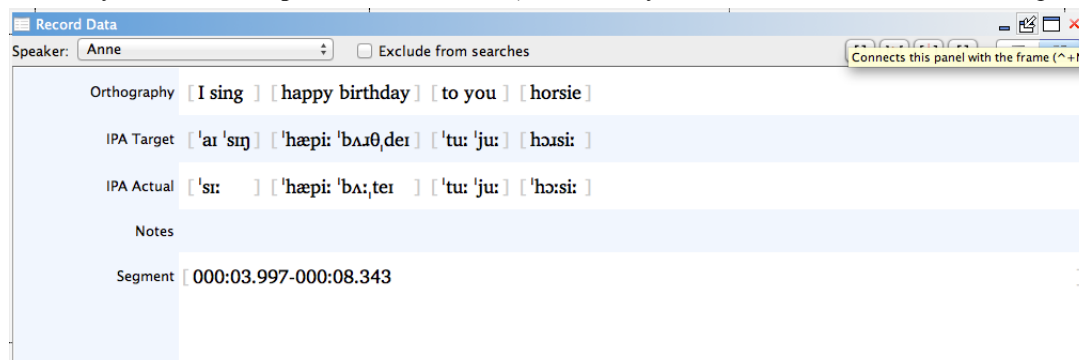 Record Data
Speaker: Anne Exclude from searches
Connects this panel with the frame (^+
Orthography [ I sing ] [ happy birthday ] [ to you ] [ horsie ]
IPA Target [ ˈaɪ ˈsɪŋ ] [ ˈhæpiː ˈbʌɹθˌdeɪ ] [ ˈtuː ˈjuː ] [ hɔɹsiː ]
IPA Actual [ ˈsɪː ] [ ˈhæpiː ˈbʌːˌteɪ ] [ ˈtuː ˈjuː ] [ ˈhɔːsiː ]
Notes
Segment [ 000:03.997-000:08.343 ]